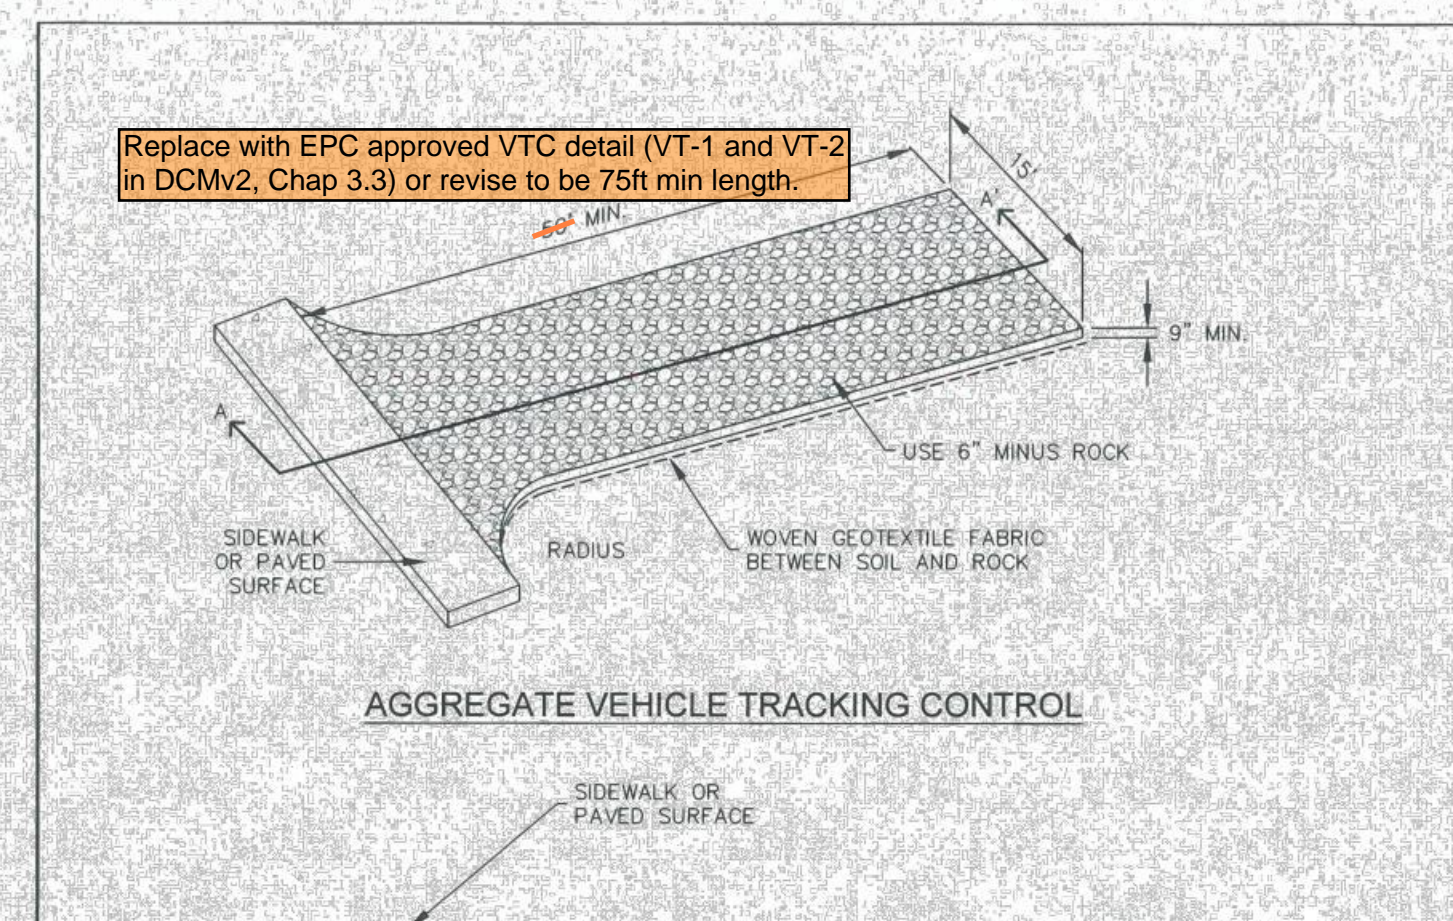 Replace with EPC approved VTC detail (VT-1 and VT-2
in DCMv2, Chap 3.3) or revise to be 75ft min length.
15'
50' MIN.
A'
9" MIN.
A
USE 6" MINUS ROCK
SIDEWALK
OR PAVED
SURFACE
RADIUS
WOVEN GEOTEXTILE FABRIC
BETWEEN SOIL AND ROCK
AGGREGATE VEHICLE TRACKING CONTROL
SIDEWALK OR
PAVED SURFACE